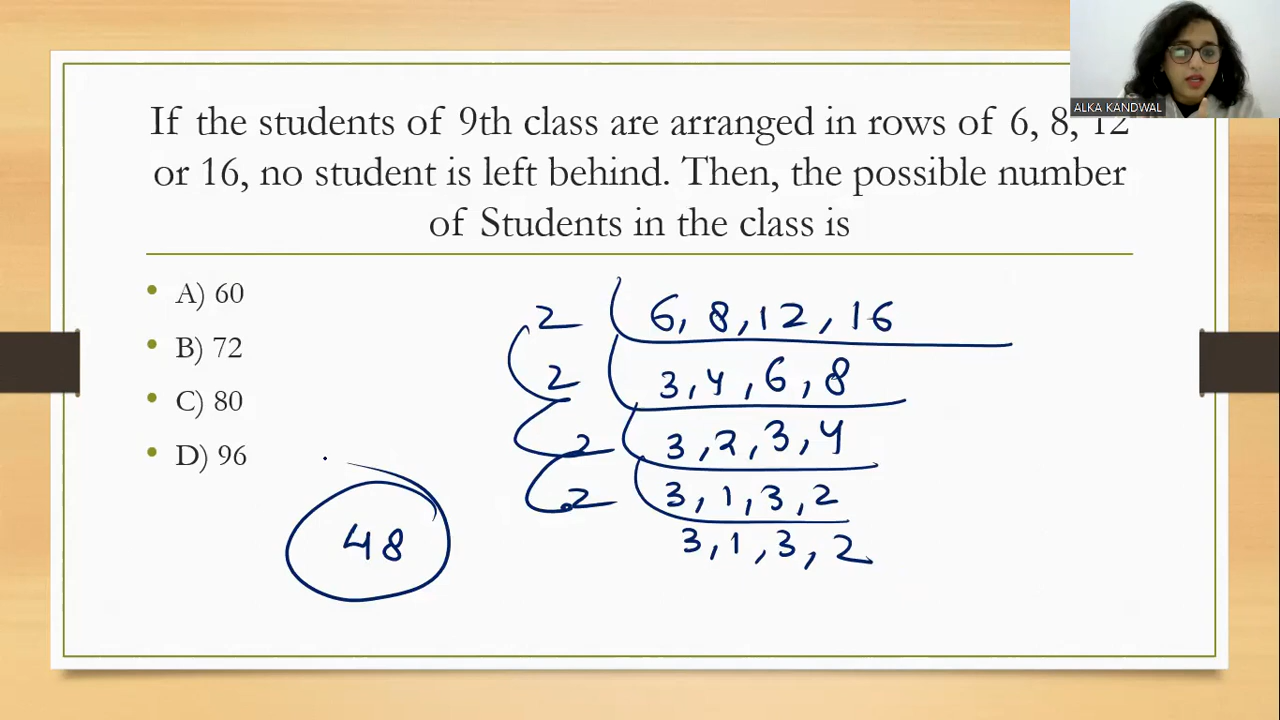 ALKA KANDWAL
If the students of 9th class are arranged in rows of 6, 8, 12
or 16, no student is left behind. Then, the possible number
of Students in the class is
• A) 60
• B) 72
• C) 80
• D) 96
2 6, 8, 12, 16
2 3, 4, 6, 8
2 3, 2, 3, 4
2 3, 1, 3, 2
3, 1, 3, 2
48